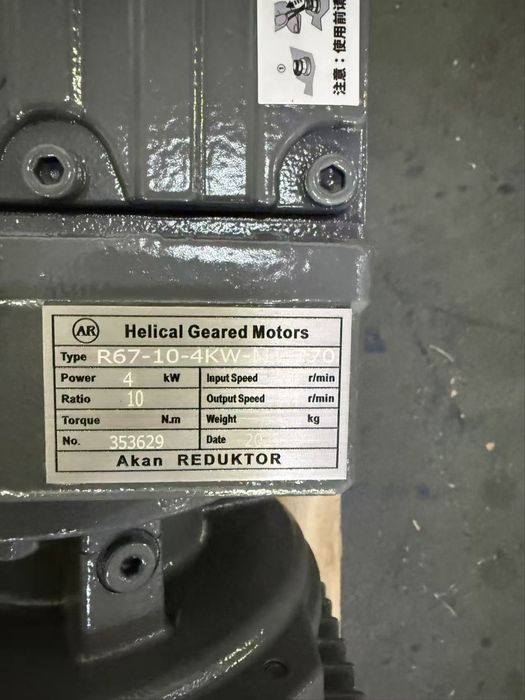 注意：使用前请
AR Helical Geared Motors
Type R67-10-4KW-
Power 4 kW Input Speed r/min
Ratio 10 Output Speed r/min
Torque N.m Weight kg
No. 353629 Date 20
Akan REDUKTOR